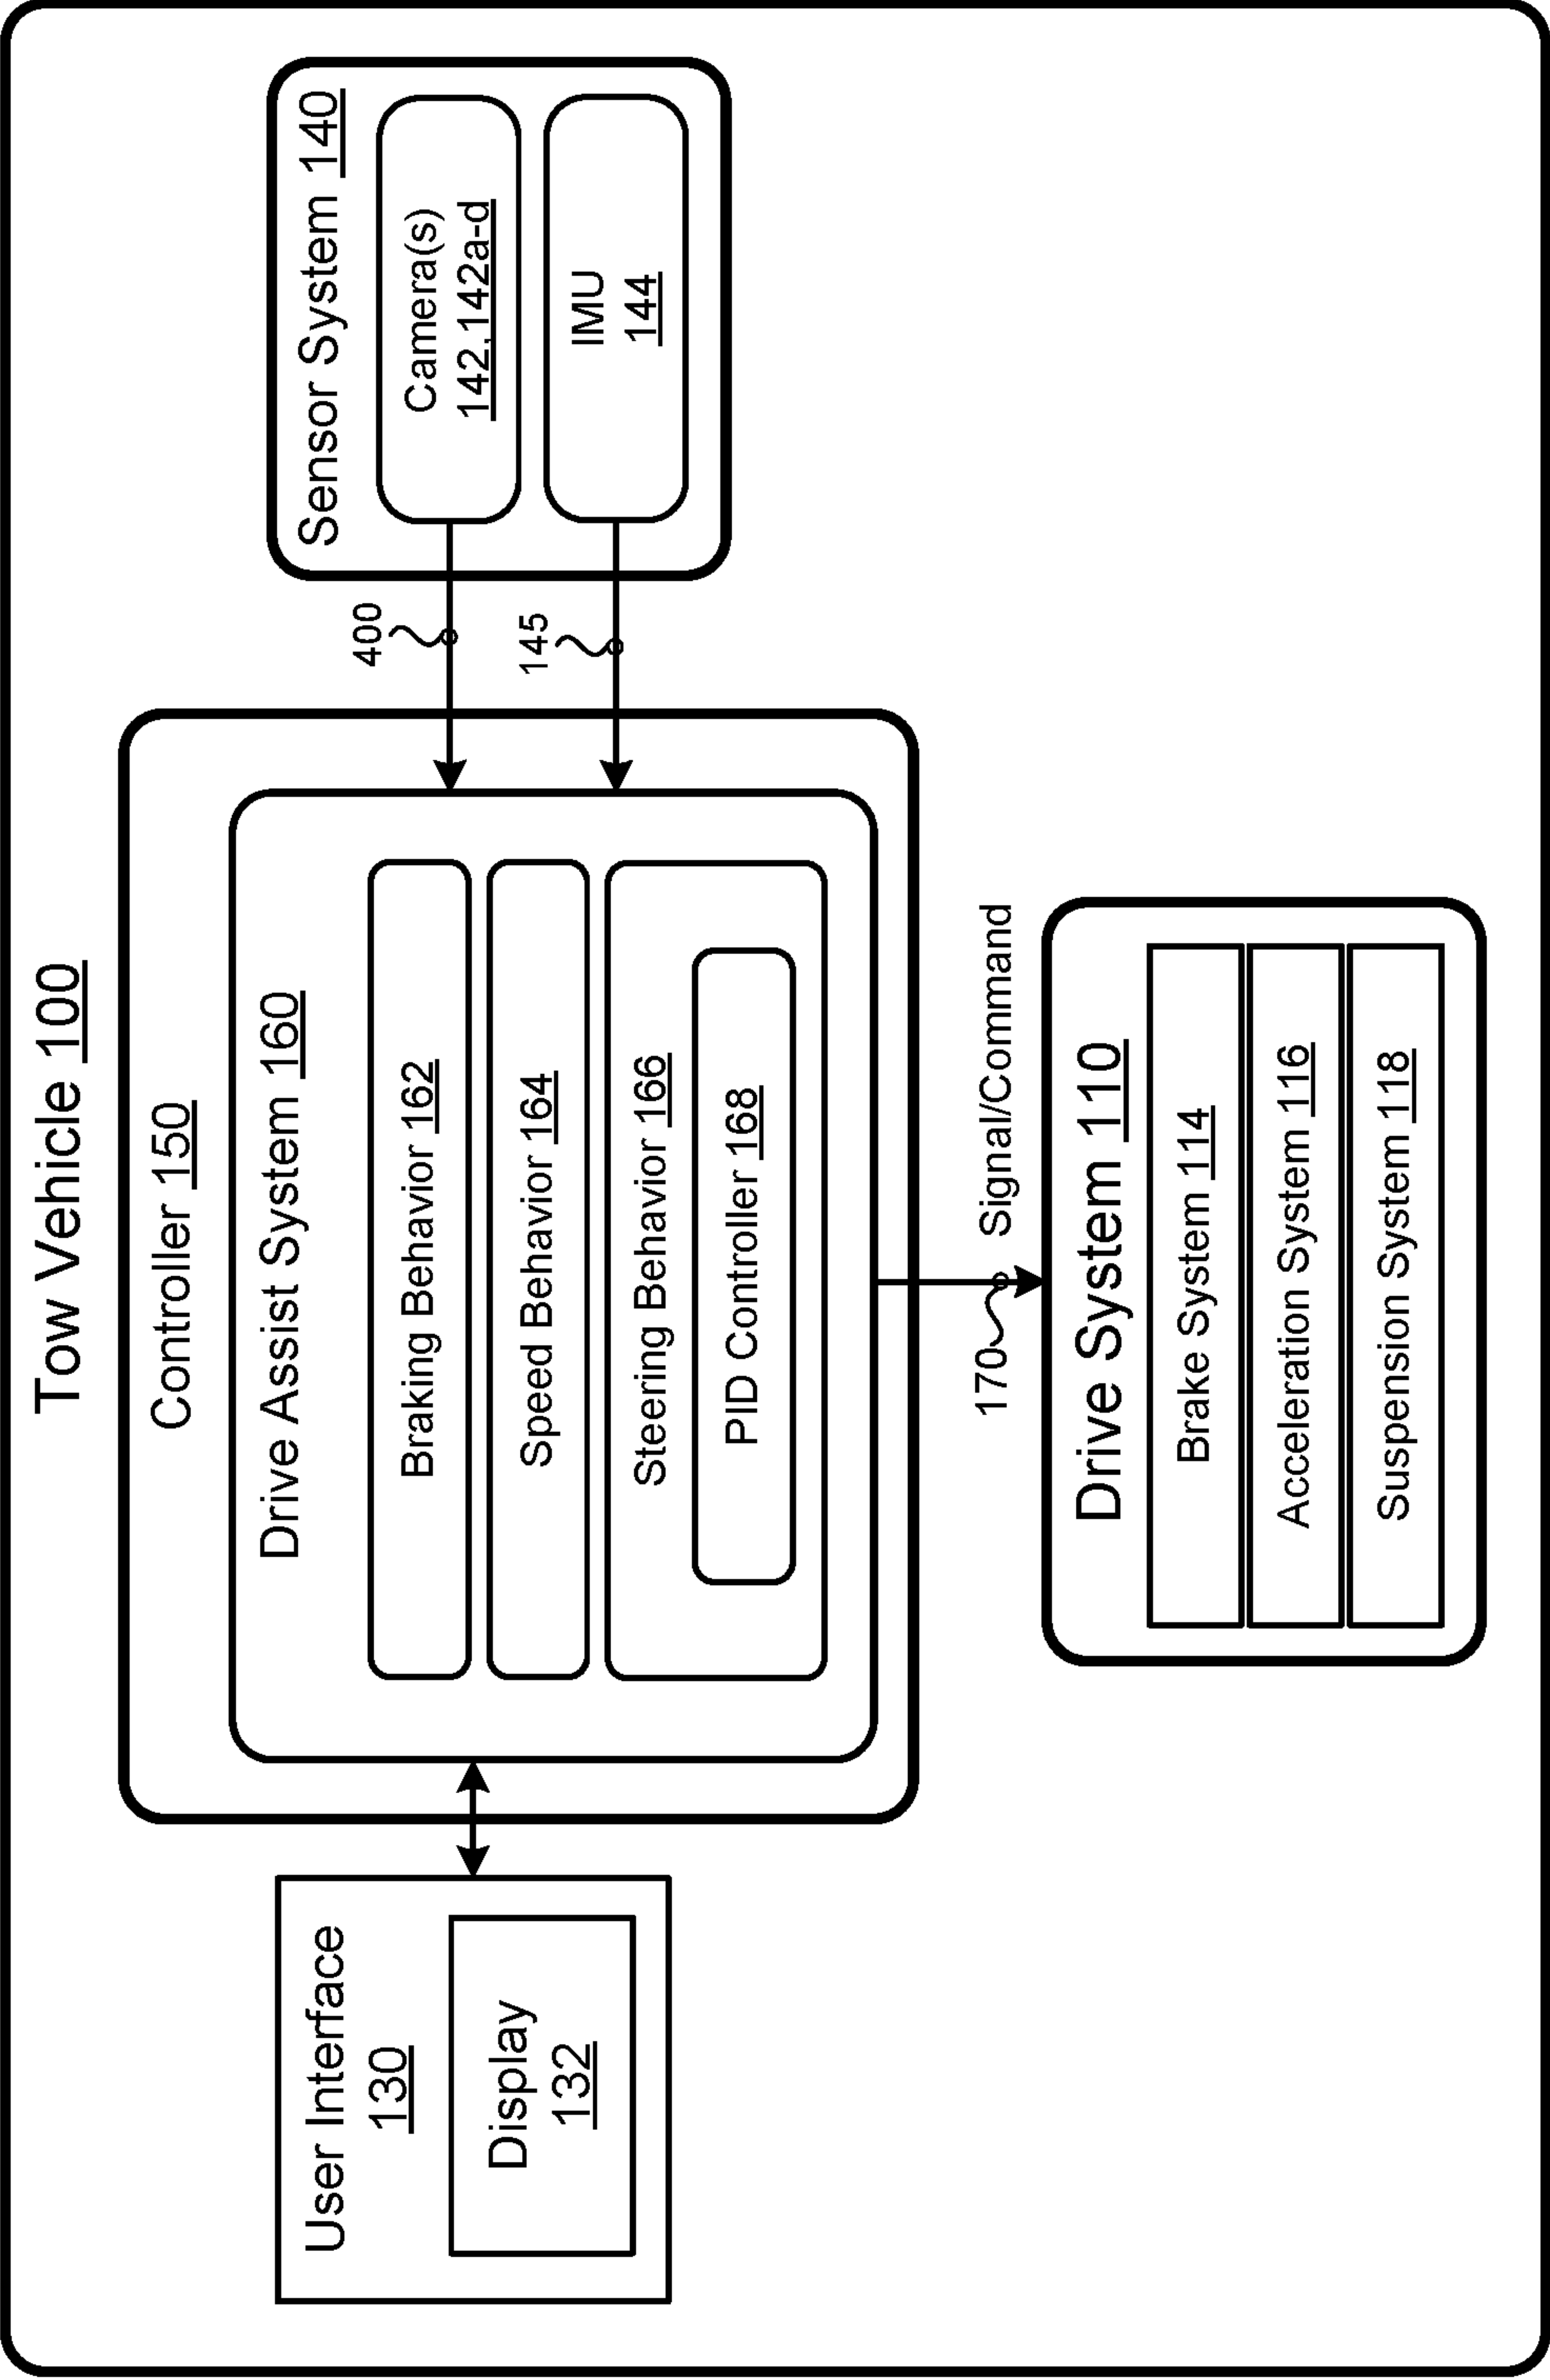 Tow Vehicle 100
Controller 150
Drive Assist System 160
Braking Behavior 162
Speed Behavior 164
Steering Behavior 166
PID Controller 168
User Interface
130
Display
132
Sensor System 140
Camera(s)
142,142a-d
IMU
144
400
145
170
Signal/Command
Drive System 110
Brake System 114
Acceleration System 116
Suspension System 118